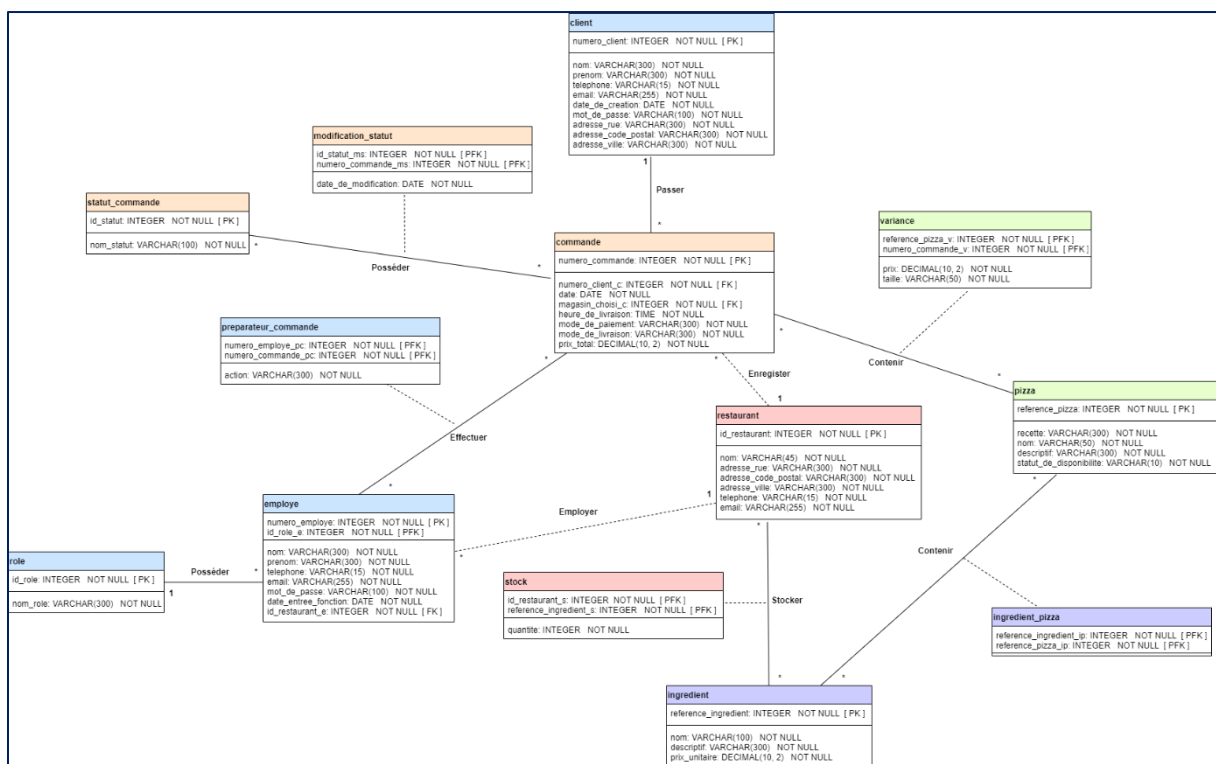 client
numero_client: INTEGER NOT NULL [ PK ]
nom: VARCHAR(300) NOT NULL
prenom: VARCHAR(300) NOT NULL
telephone: VARCHAR(15) NOT NULL
email: VARCHAR(255) NOT NULL
date_de_creation: DATE NOT NULL
mot_de_passe: VARCHAR(100) NOT NULL
adresse_rue: VARCHAR(300) NOT NULL
adresse_code_postal: VARCHAR(300) NOT NULL
adresse_ville: VARCHAR(300) NOT NULL
1
Passer
*
modification_statut
id_statut_ms: INTEGER NOT NULL [ PFK ]
numero_commande_ms: INTEGER NOT NULL [ PFK ]
date_de_modification: DATE NOT NULL
statut_commande
id_statut: INTEGER NOT NULL [ PK ]
nom_statut: VARCHAR(100) NOT NULL
*
Posséder
*
commande
numero_commande: INTEGER NOT NULL [ PK ]
numero_client_c: INTEGER NOT NULL [ FK ]
date: DATE NOT NULL
magasin_choisi_c: INTEGER NOT NULL [ FK ]
heure_de_livraison: TIME NOT NULL
mode_de_paiement: VARCHAR(300) NOT NULL
mode_de_livraison: VARCHAR(300) NOT NULL
prix_total: DECIMAL(10, 2) NOT NULL
variance
reference_pizza_v: INTEGER NOT NULL [ PFK ]
numero_commande_v: INTEGER NOT NULL [ PFK ]
prix: DECIMAL(10, 2) NOT NULL
taille: VARCHAR(50) NOT NULL
*
Contenir
*
preparateur_commande
numero_employe_pc: INTEGER NOT NULL [ PFK ]
numero_commande_pc: INTEGER NOT NULL [ PFK ]
action: VARCHAR(300) NOT NULL
*
Effectuer
*
*
Enregister
1
pizza
reference_pizza: INTEGER NOT NULL [ PK ]
recette: VARCHAR(300) NOT NULL
nom: VARCHAR(50) NOT NULL
descriptif: VARCHAR(300) NOT NULL
statut_de_disponibilite: VARCHAR(10) NOT NULL
restaurant
id_restaurant: INTEGER NOT NULL [ PK ]
nom: VARCHAR(45) NOT NULL
adresse_rue: VARCHAR(300) NOT NULL
adresse_code_postal: VARCHAR(300) NOT NULL
adresse_ville: VARCHAR(300) NOT NULL
telephone: VARCHAR(15) NOT NULL
email: VARCHAR(255) NOT NULL
employe
numero_employe: INTEGER NOT NULL [ PK ]
id_role_e: INTEGER NOT NULL [ PFK ]
nom: VARCHAR(300) NOT NULL
prenom: VARCHAR(300) NOT NULL
telephone: VARCHAR(15) NOT NULL
email: VARCHAR(255) NOT NULL
mot_de_passe: VARCHAR(100) NOT NULL
date_entree_fonction: DATE NOT NULL
id_restaurant_e: INTEGER NOT NULL [ FK ]
1
Employer
*
role
id_role: INTEGER NOT NULL [ PK ]
nom_role: VARCHAR(300) NOT NULL
Posséder
1
*
stock
id_restaurant_s: INTEGER NOT NULL [ PFK ]
reference_ingredient_s: INTEGER NOT NULL [ PFK ]
quantite: INTEGER NOT NULL
*
Stocker
*
*
Contenir
*
ingredient_pizza
reference_ingredient_ip: INTEGER NOT NULL [ PFK ]
reference_pizza_ip: INTEGER NOT NULL [ PFK ]
ingredient
reference_ingredient: INTEGER NOT NULL [ PK ]
nom: VARCHAR(100) NOT NULL
descriptif: VARCHAR(300) NOT NULL
prix_unitaire: DECIMAL(10, 2) NOT NULL